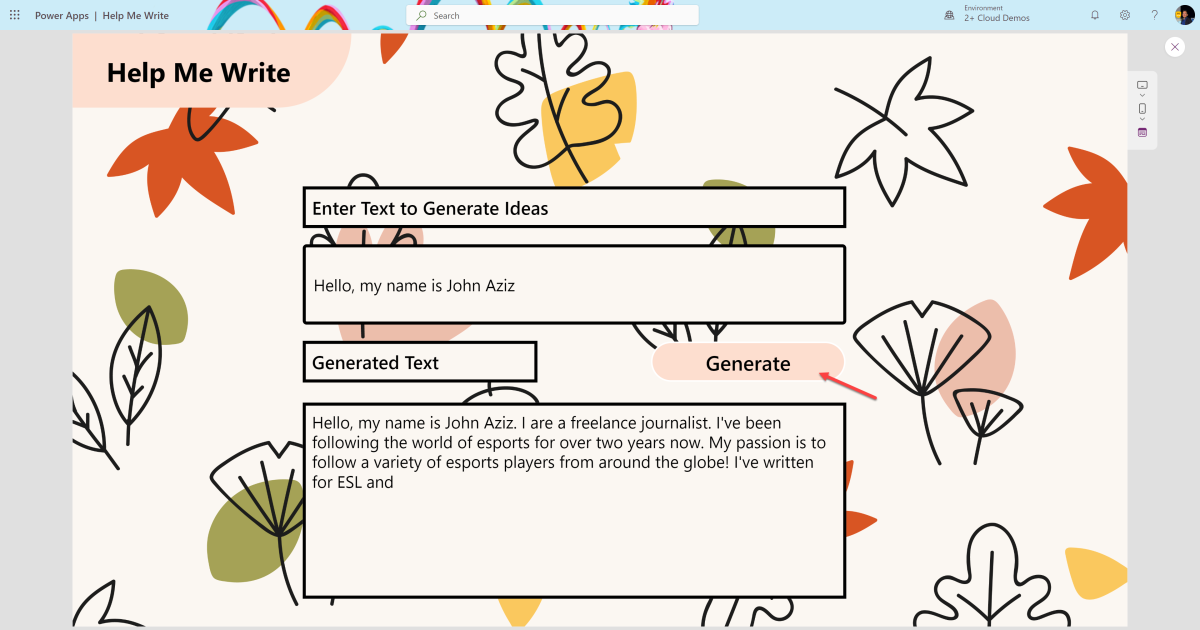 Power Apps | Help Me Write
Search
Environment
2+ Cloud Demos
?
Help Me Write
Enter Text to Generate Ideas
Hello, my name is John Aziz
Generated Text
Generate
Hello, my name is John Aziz. I are a freelance journalist. I've been
following the world of esports for over two years now. My passion is to
follow a variety of esports players from around the globe! I've written
for ESL and